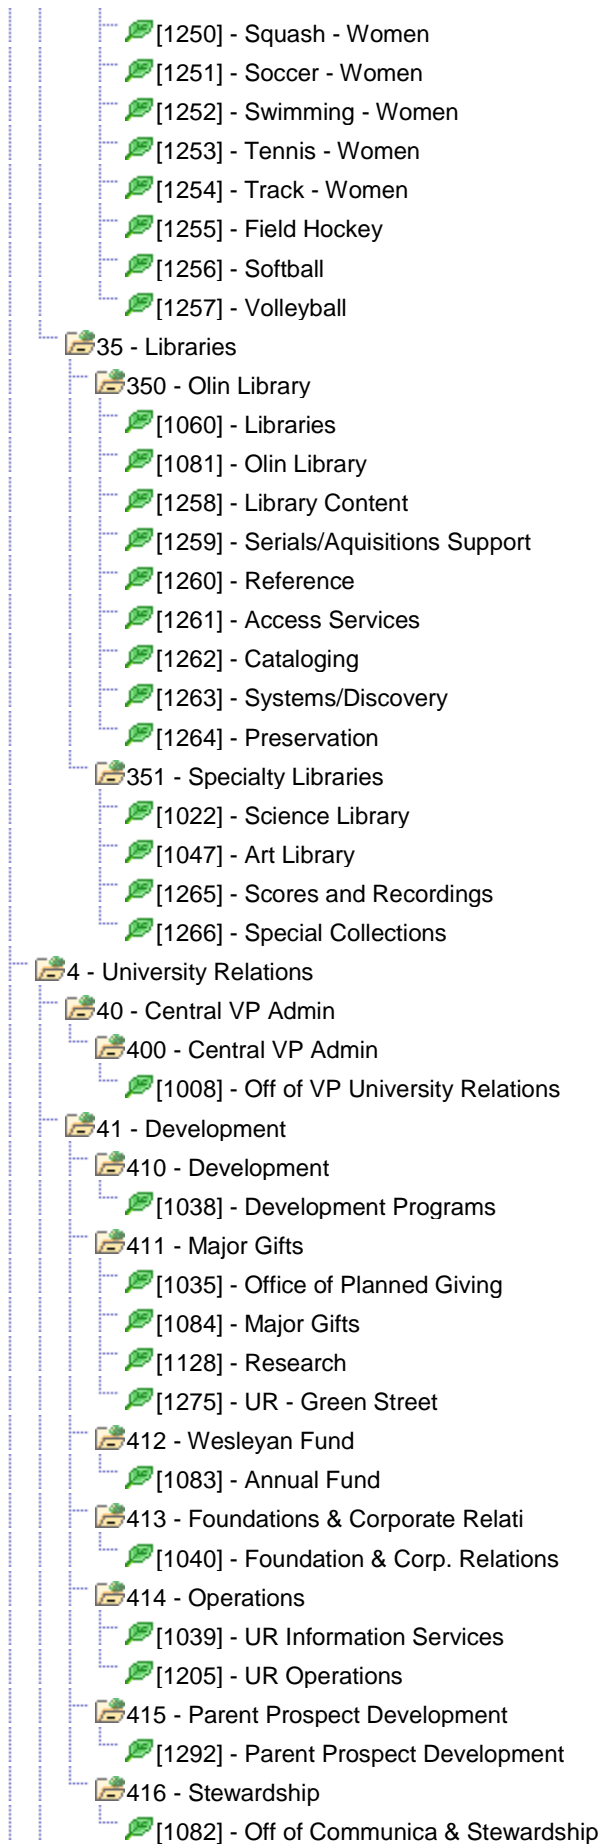 [1250] - Squash - Women
[1251] - Soccer - Women
[1252] - Swimming - Women
[1253] - Tennis - Women
[1254] - Track - Women
[1255] - Field Hockey
[1256] - Softball
[1257] - Volleyball
35 - Libraries
350 - Olin Library
[1060] - Libraries
[1081] - Olin Library
[1258] - Library Content
[1259] - Serials/Aquisitions Support
[1260] - Reference
[1261] - Access Services
[1262] - Cataloging
[1263] - Systems/Discovery
[1264] - Preservation
351 - Specialty Libraries
[1022] - Science Library
[1047] - Art Library
[1265] - Scores and Recordings
[1266] - Special Collections
4 - University Relations
40 - Central VP Admin
400 - Central VP Admin
[1008] - Off of VP University Relations
41 - Development
410 - Development
[1038] - Development Programs
411 - Major Gifts
[1035] - Office of Planned Giving
[1084] - Major Gifts
[1128] - Research
[1275] - UR - Green Street
412 - Wesleyan Fund
[1083] - Annual Fund
413 - Foundations & Corporate Relati
[1040] - Foundation & Corp. Relations
414 - Operations
[1039] - UR Information Services
[1205] - UR Operations
415 - Parent Prospect Development
[1292] - Parent Prospect Development
416 - Stewardship
[1082] - Off of Communica & Stewardship